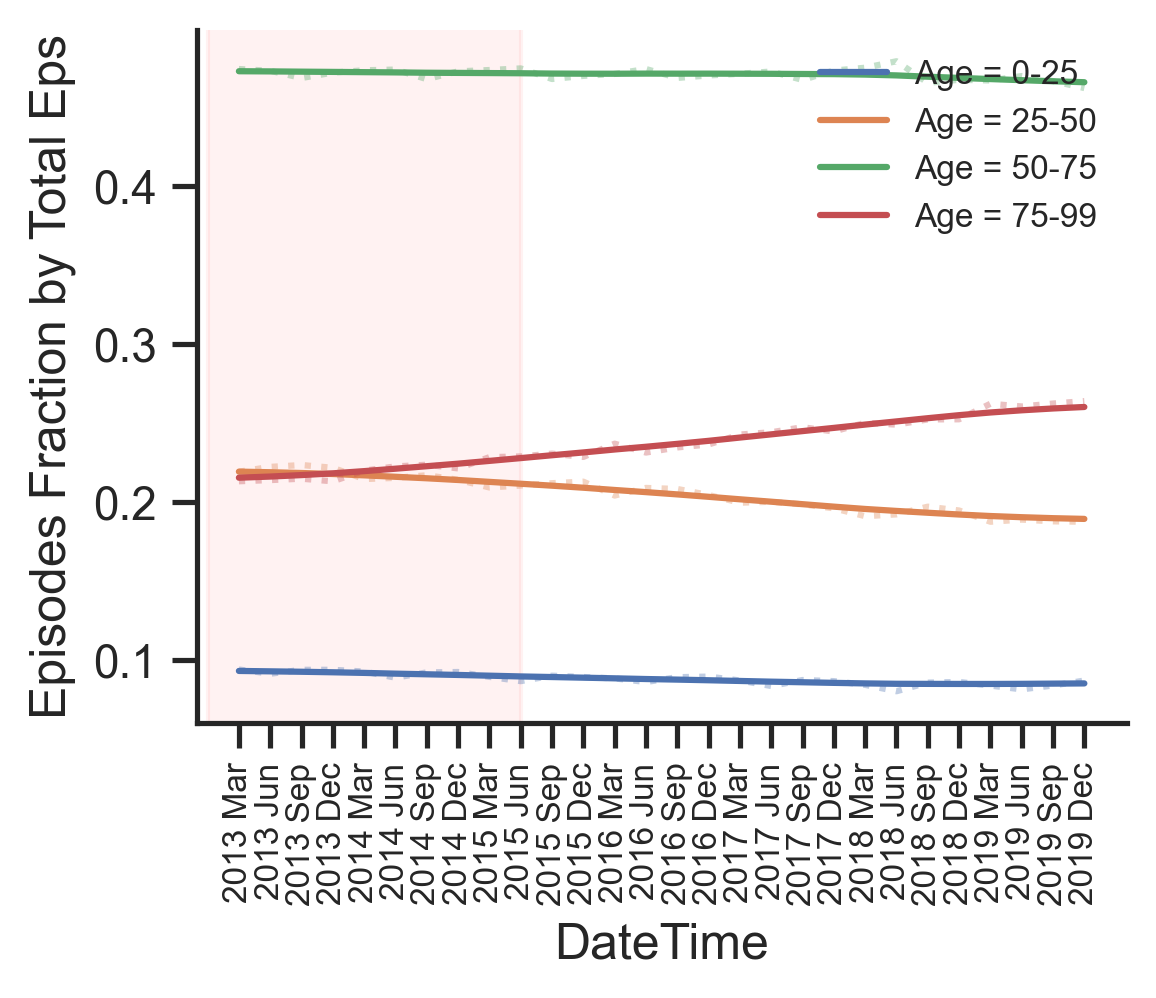 Episodes Fraction by Total Eps
0.4
0.3
0.2
0.1
Age = 0-25
Age = 25-50
Age = 50-75
Age = 75-99
2013 Mar
2013 Jun
2013 Sep
2013 Dec
2014 Mar
2014 Jun
2014 Sep
2014 Dec
2015 Mar
2015 Jun
2015 Sep
2015 Dec
2016 Mar
2016 Jun
2016 Sep
2016 Dec
2017 Mar
2017 Jun
2017 Sep
2017 Dec
2018 Mar
2018 Jun
2018 Sep
2018 Dec
2019 Mar
2019 Jun
2019 Sep
2019 Dec
DateTime